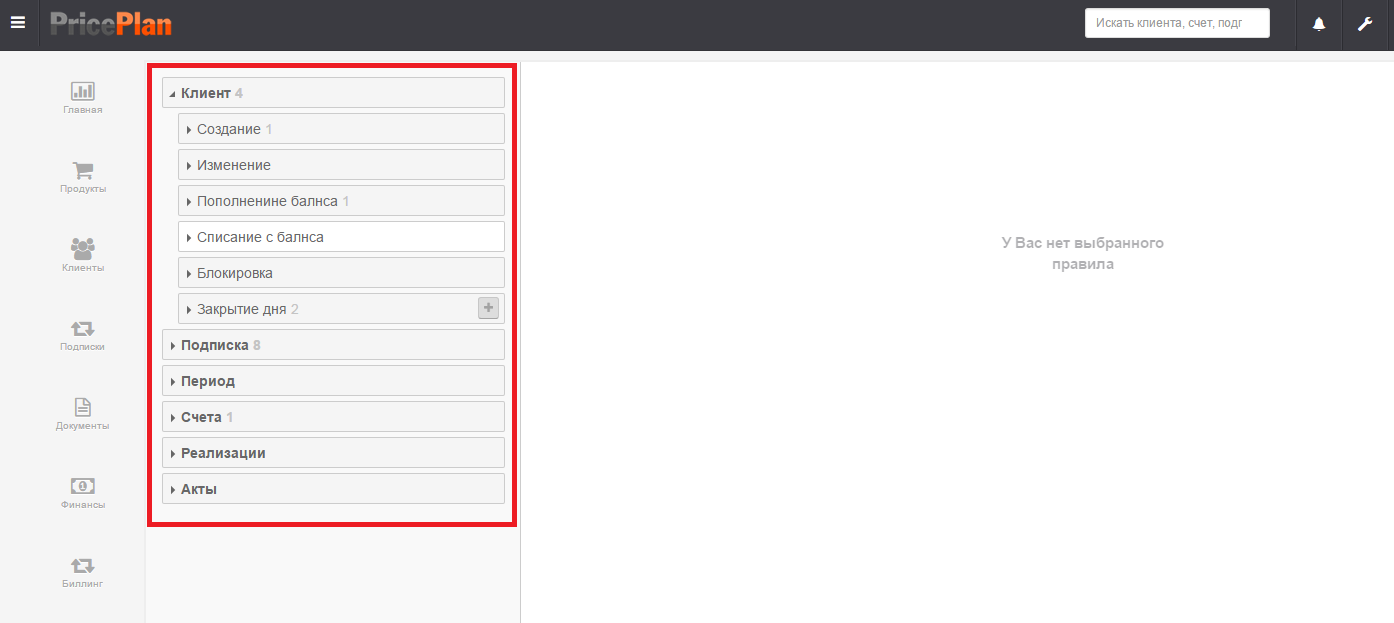 PricePlan
Искать клиента, счет, подг
Главная
Продукты
Клиенты
Подписки
Документы
Финансы
Биллинг
Клиент 4
Создание 1
Изменение
Пополненине балнса 1
Списание с балнса
Блокировка
Закрытие дня 2
Подписка 8
Период
Счета 1
Реализации
Акты
У Вас нет выбранного
правила